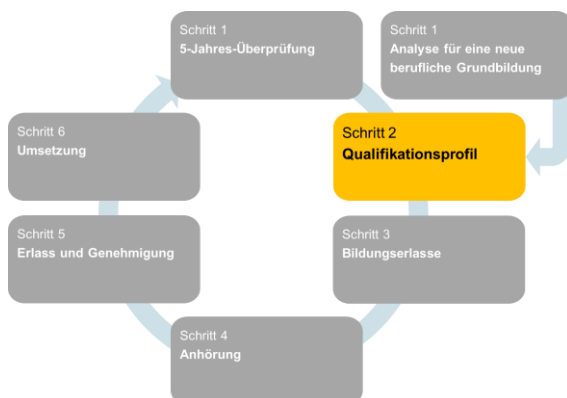 Schritt 1
5-Jahres-Überprüfung
Schritt 1
Analyse für eine neue
berufliche Grundbildung
Schritt 2
Qualifikationsprofil
Schritt 3
Bildungserlasse
Schritt 4
Anhörung
Schritt 5
Erlass und Genehmigung
Schritt 6
Umsetzung